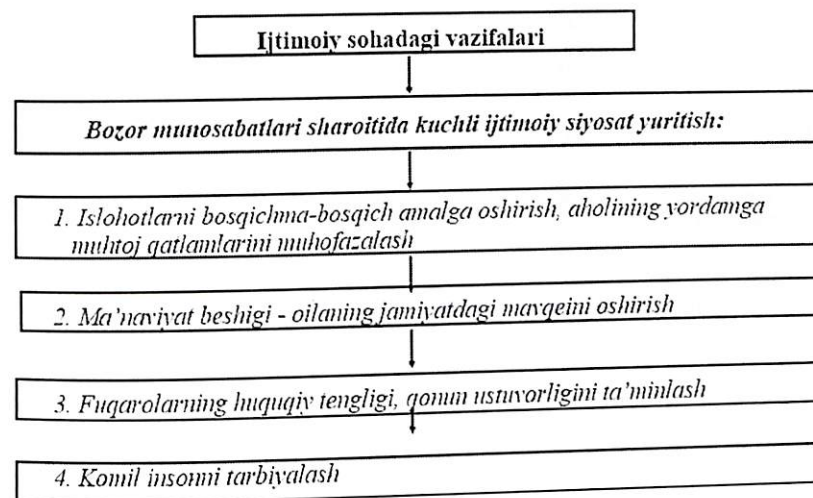 Ijtimoiy sohadagi vazifalari
Bozor munosabatlari sharoitida kuchli ijtimoiy siyosat yuritish:
1. Islohotlarni bosqichma-bosqich amalga oshirish, aholining yordamga
muhtoj qatlamlarini muhofazalash
2. Ma’naviyat beshigi - oilaning jamiyatdagi mavqeini oshirish
3. Fuqarolarning huquqiy tengligi, qonun ustuvorligini ta’minlash
4. Komil insonni tarbiyalash